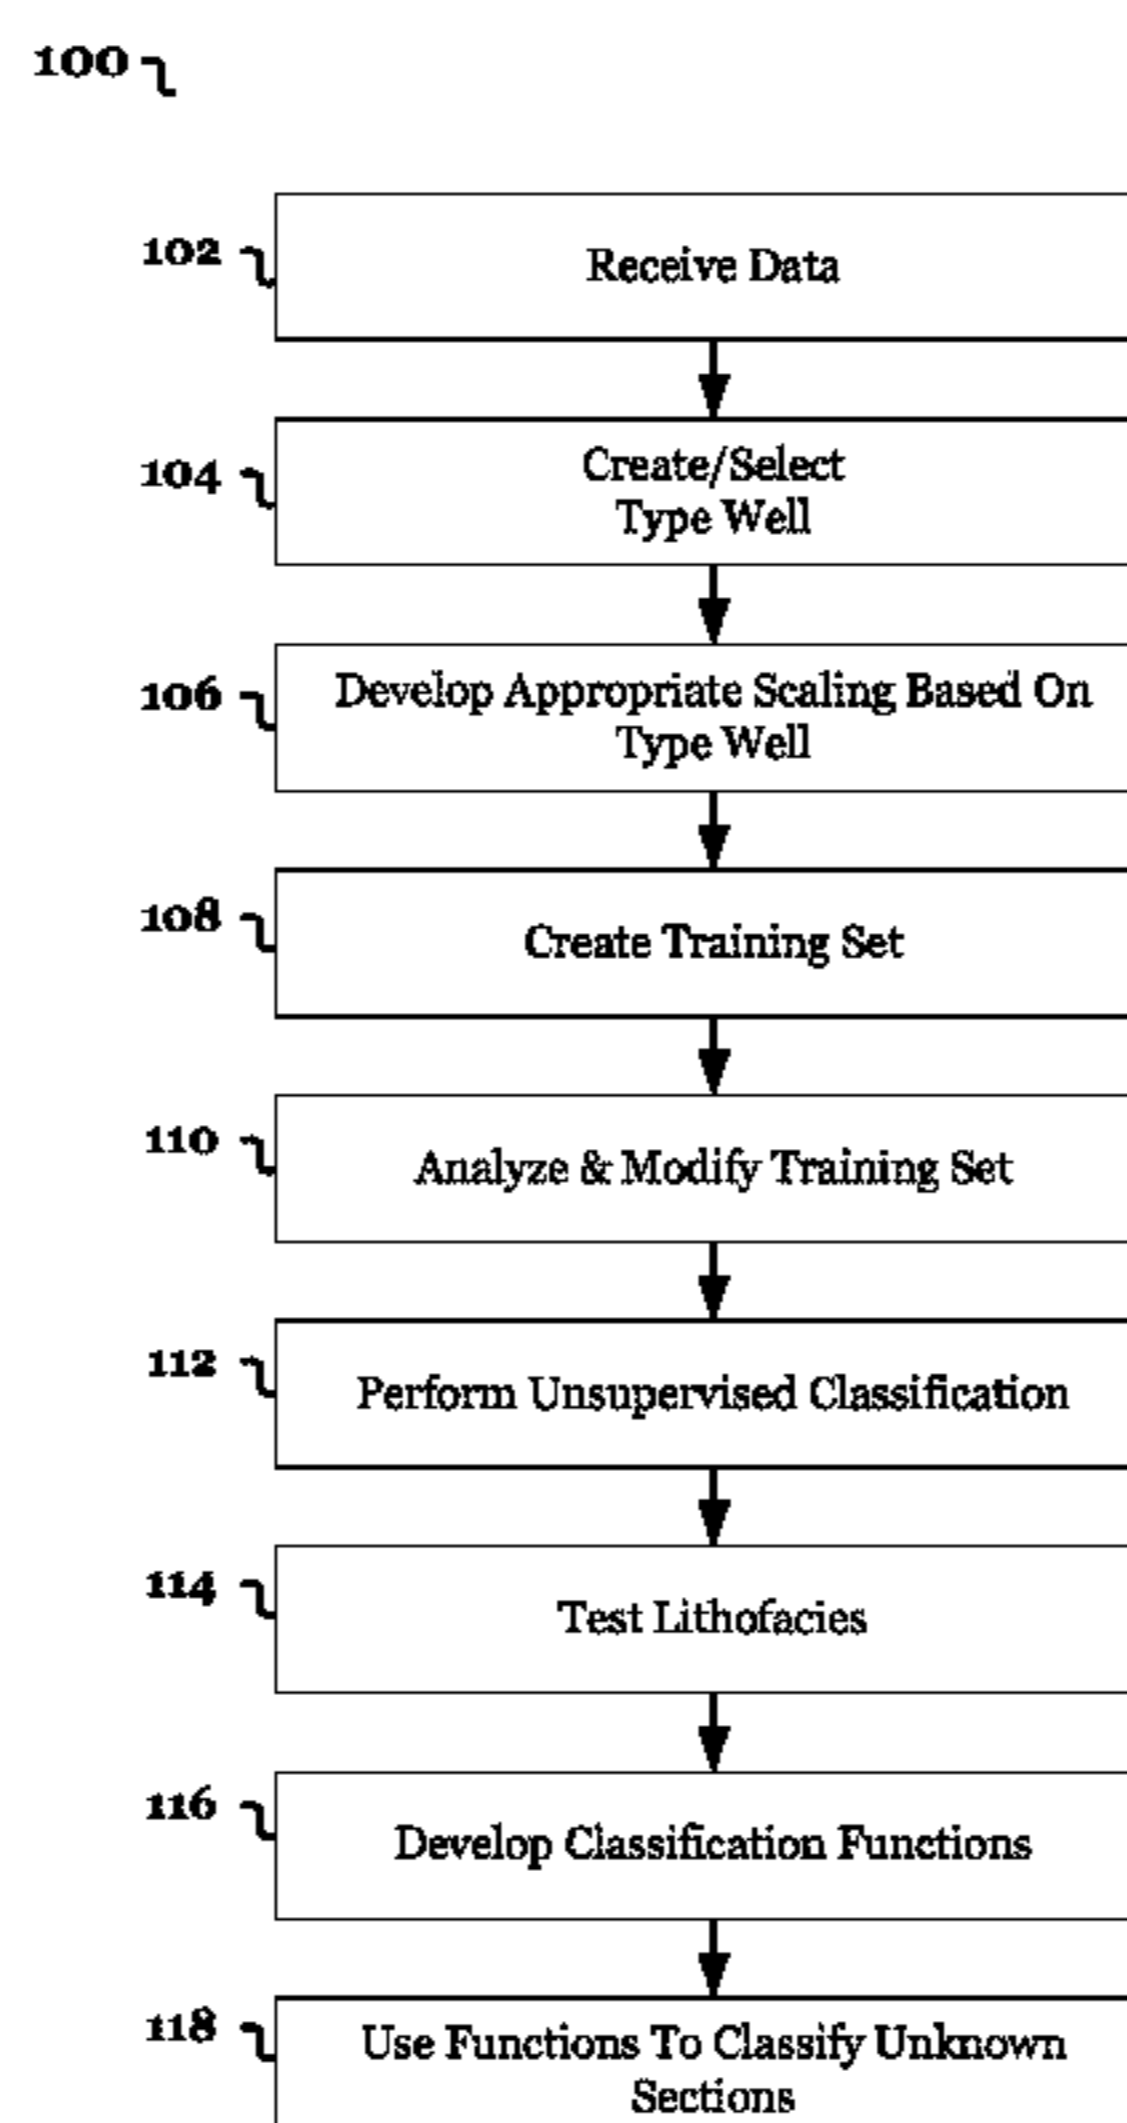 100
102
Receive Data
104
Create/Select
Type Well
106
Develop Appropriate Scaling Based On
Type Well
108
Create Training Set
110
Analyze & Modify Training Set
112
Perform Unsupervised Classification
114
Test Lithofacies
116
Develop Classification Functions
118
Use Functions To Classify Unknown
Sections